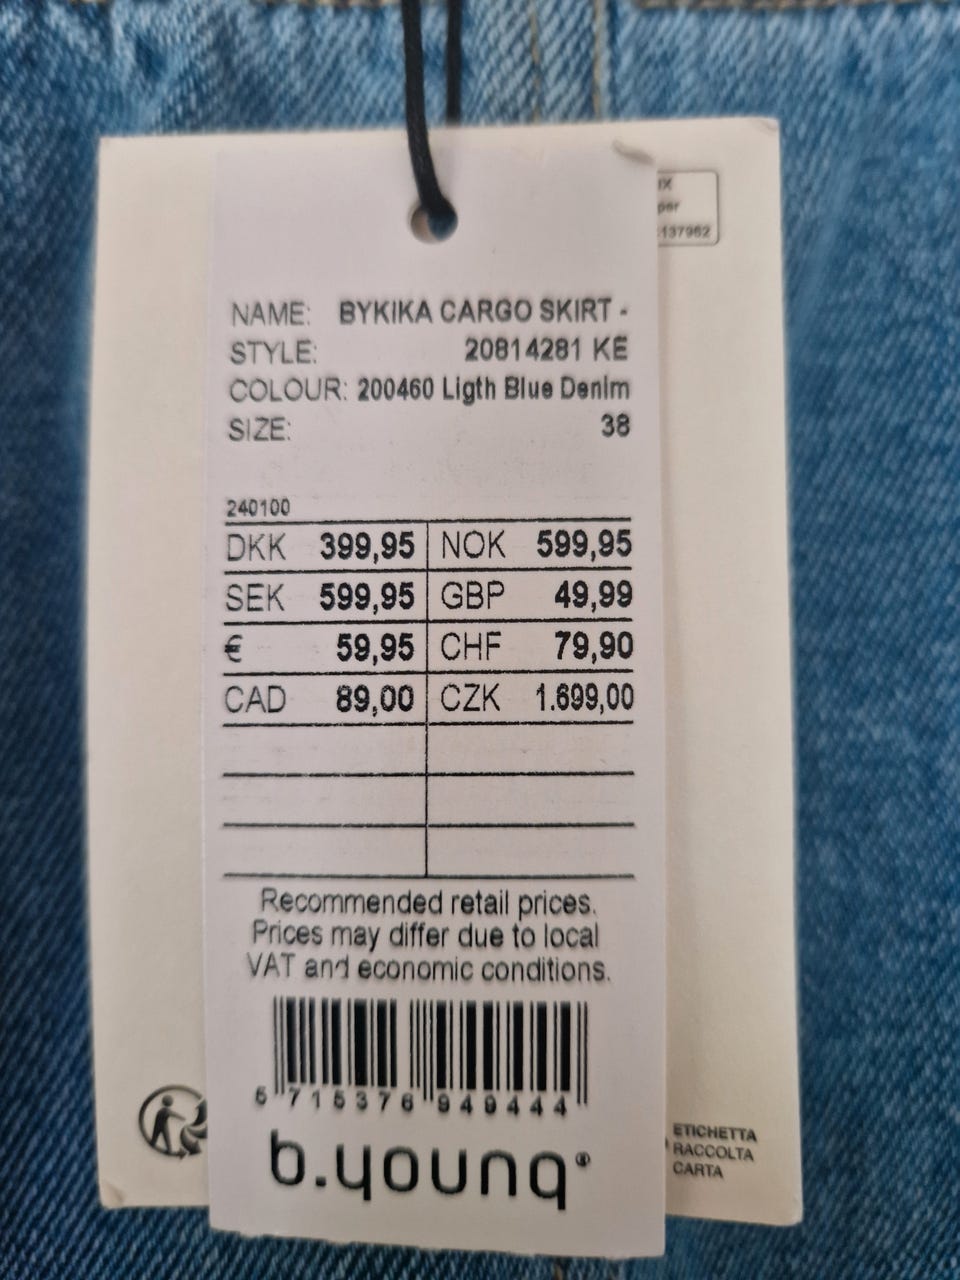 IX
per
137962
NAME: BYKIKA CARGO SKIRT -
STYLE: 20814281 KE
COLOUR: 200460 Ligth Blue Denim
SIZE: 38
240100
DKK 399,95 NOK 599,95
SEK 599,95 GBP 49,99
€ 59,95 CHF 79,90
CAD 89,00 CZK 1.699,00
Recommended retail prices.
Prices may differ due to local
VAT and economic conditions.
5 715376 949444
b.young®
ETICHETTA
RACCOLTA
CARTA